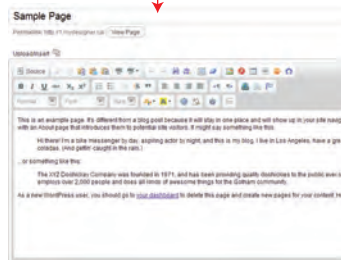 Sample Page
Permalink: http://1.mydesigner.ca
View Page
Upload/Insert
Source
Format
Font
Size
This is an example page. It's different from a blog post because it will stay in one place and will show up in your site navig
with an About page that introduces them to potential site visitors. It might say something like this:
Hi there! I'm a bike messenger by day, aspiring actor by night, and this is my blog. I live in Los Angeles, have a gre
coladas. (And gettin' caught in the rain.)
...or something like this:
The XYZ Doohickey Company was founded in 1971, and has been providing quality doohickies to the public ever s
employs over 2,000 people and does all kinds of awesome things for the Gotham community.
As a new WordPress user, you should go to your dashboard to delete this page and create new pages for your content. H